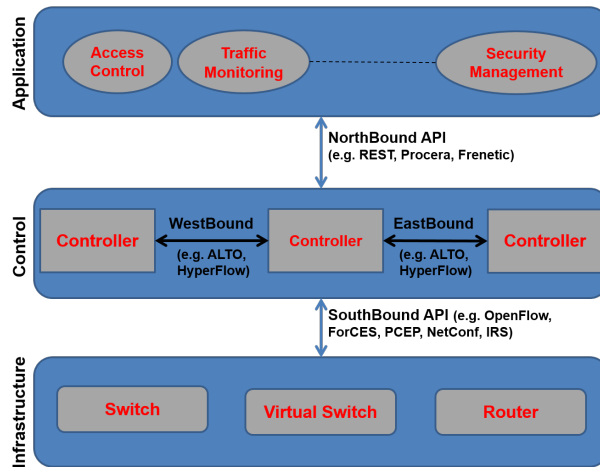 Application
Access
Control
Traffic
Monitoring
Security
Management
NorthBound API
(e.g. REST, Procera, Frenetic)
Control
Controller
WestBound
(e.g. ALTO,
HyperFlow)
Controller
EastBound
(e.g. ALTO,
HyperFlow)
Controller
SouthBound API (e.g. OpenFlow,
ForCES, PCEP, NetConf, IRS)
Infrastructure
Switch
Virtual Switch
Router